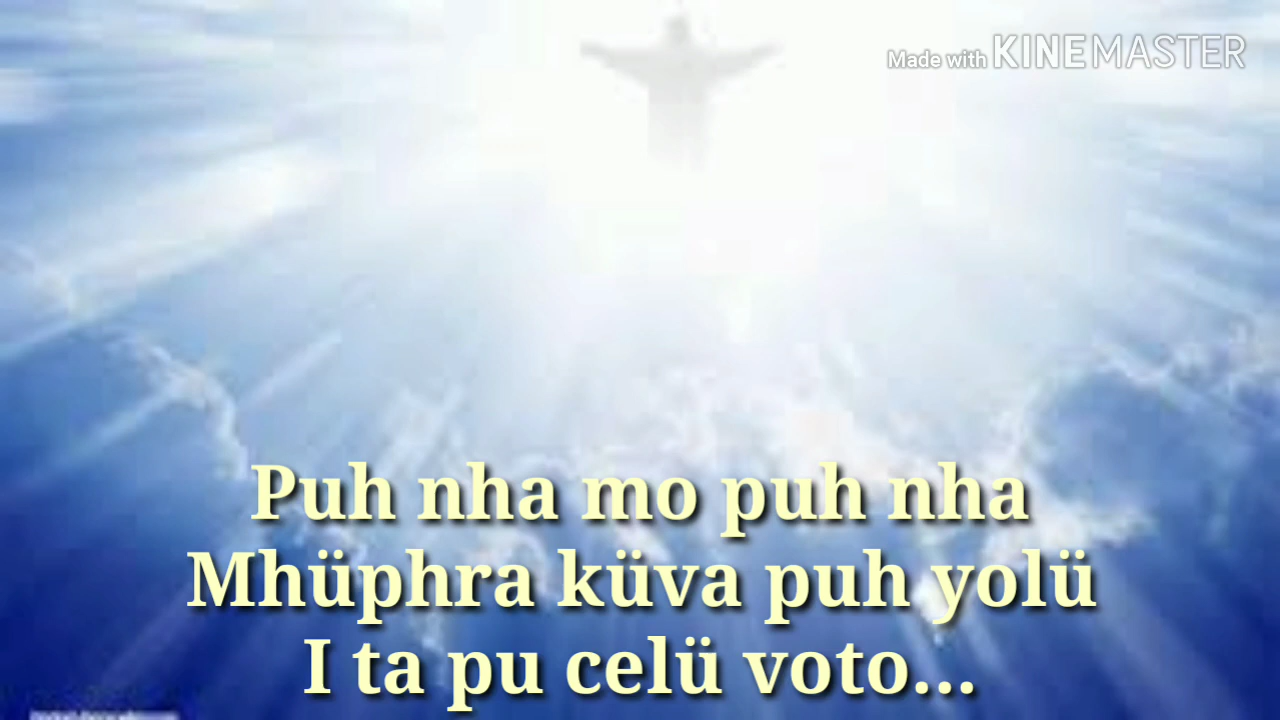 Made with KINEMASTER
Puh nha mo puh nha
Mhüphra küva puh yolü
I ta pu celü voto...